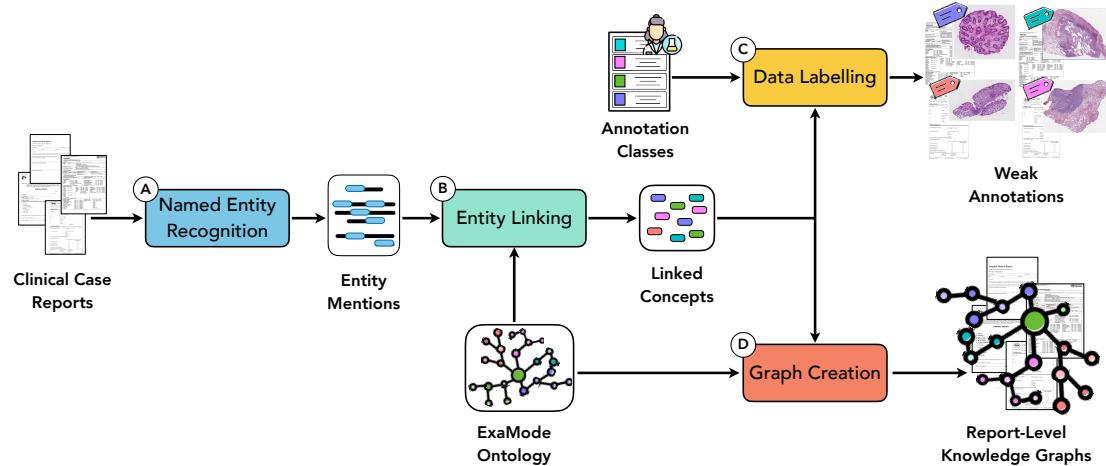 C
Data Labelling
Annotation
Classes
Weak
Annotations
A
Named Entity
Recognition
B
Entity Linking
Clinical Case
Reports
Entity
Mentions
Linked
Concepts
D
Graph Creation
ExaMode
Ontology
Report-Level
Knowledge Graphs